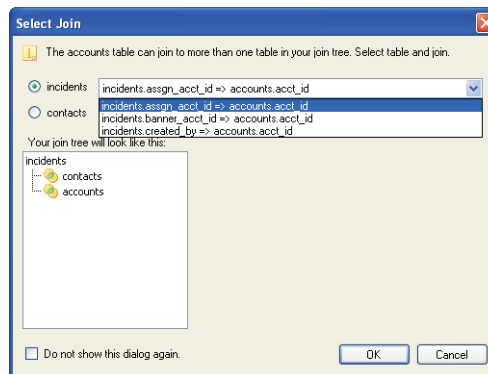 Select Join
The accounts table can join to more than one table in your join tree. Select table and join.
incidents
incidents.assgn_acct_id => accounts.acct_id
contacts
incidents.assgn_acct_id => accounts.acct_id
incidents.banner_acct_id => accounts.acct_id
incidents.created_by => accounts.acct_id
Your join tree will look like this:
incidents
contacts
accounts
Do not show this dialog again.
OK
Cancel